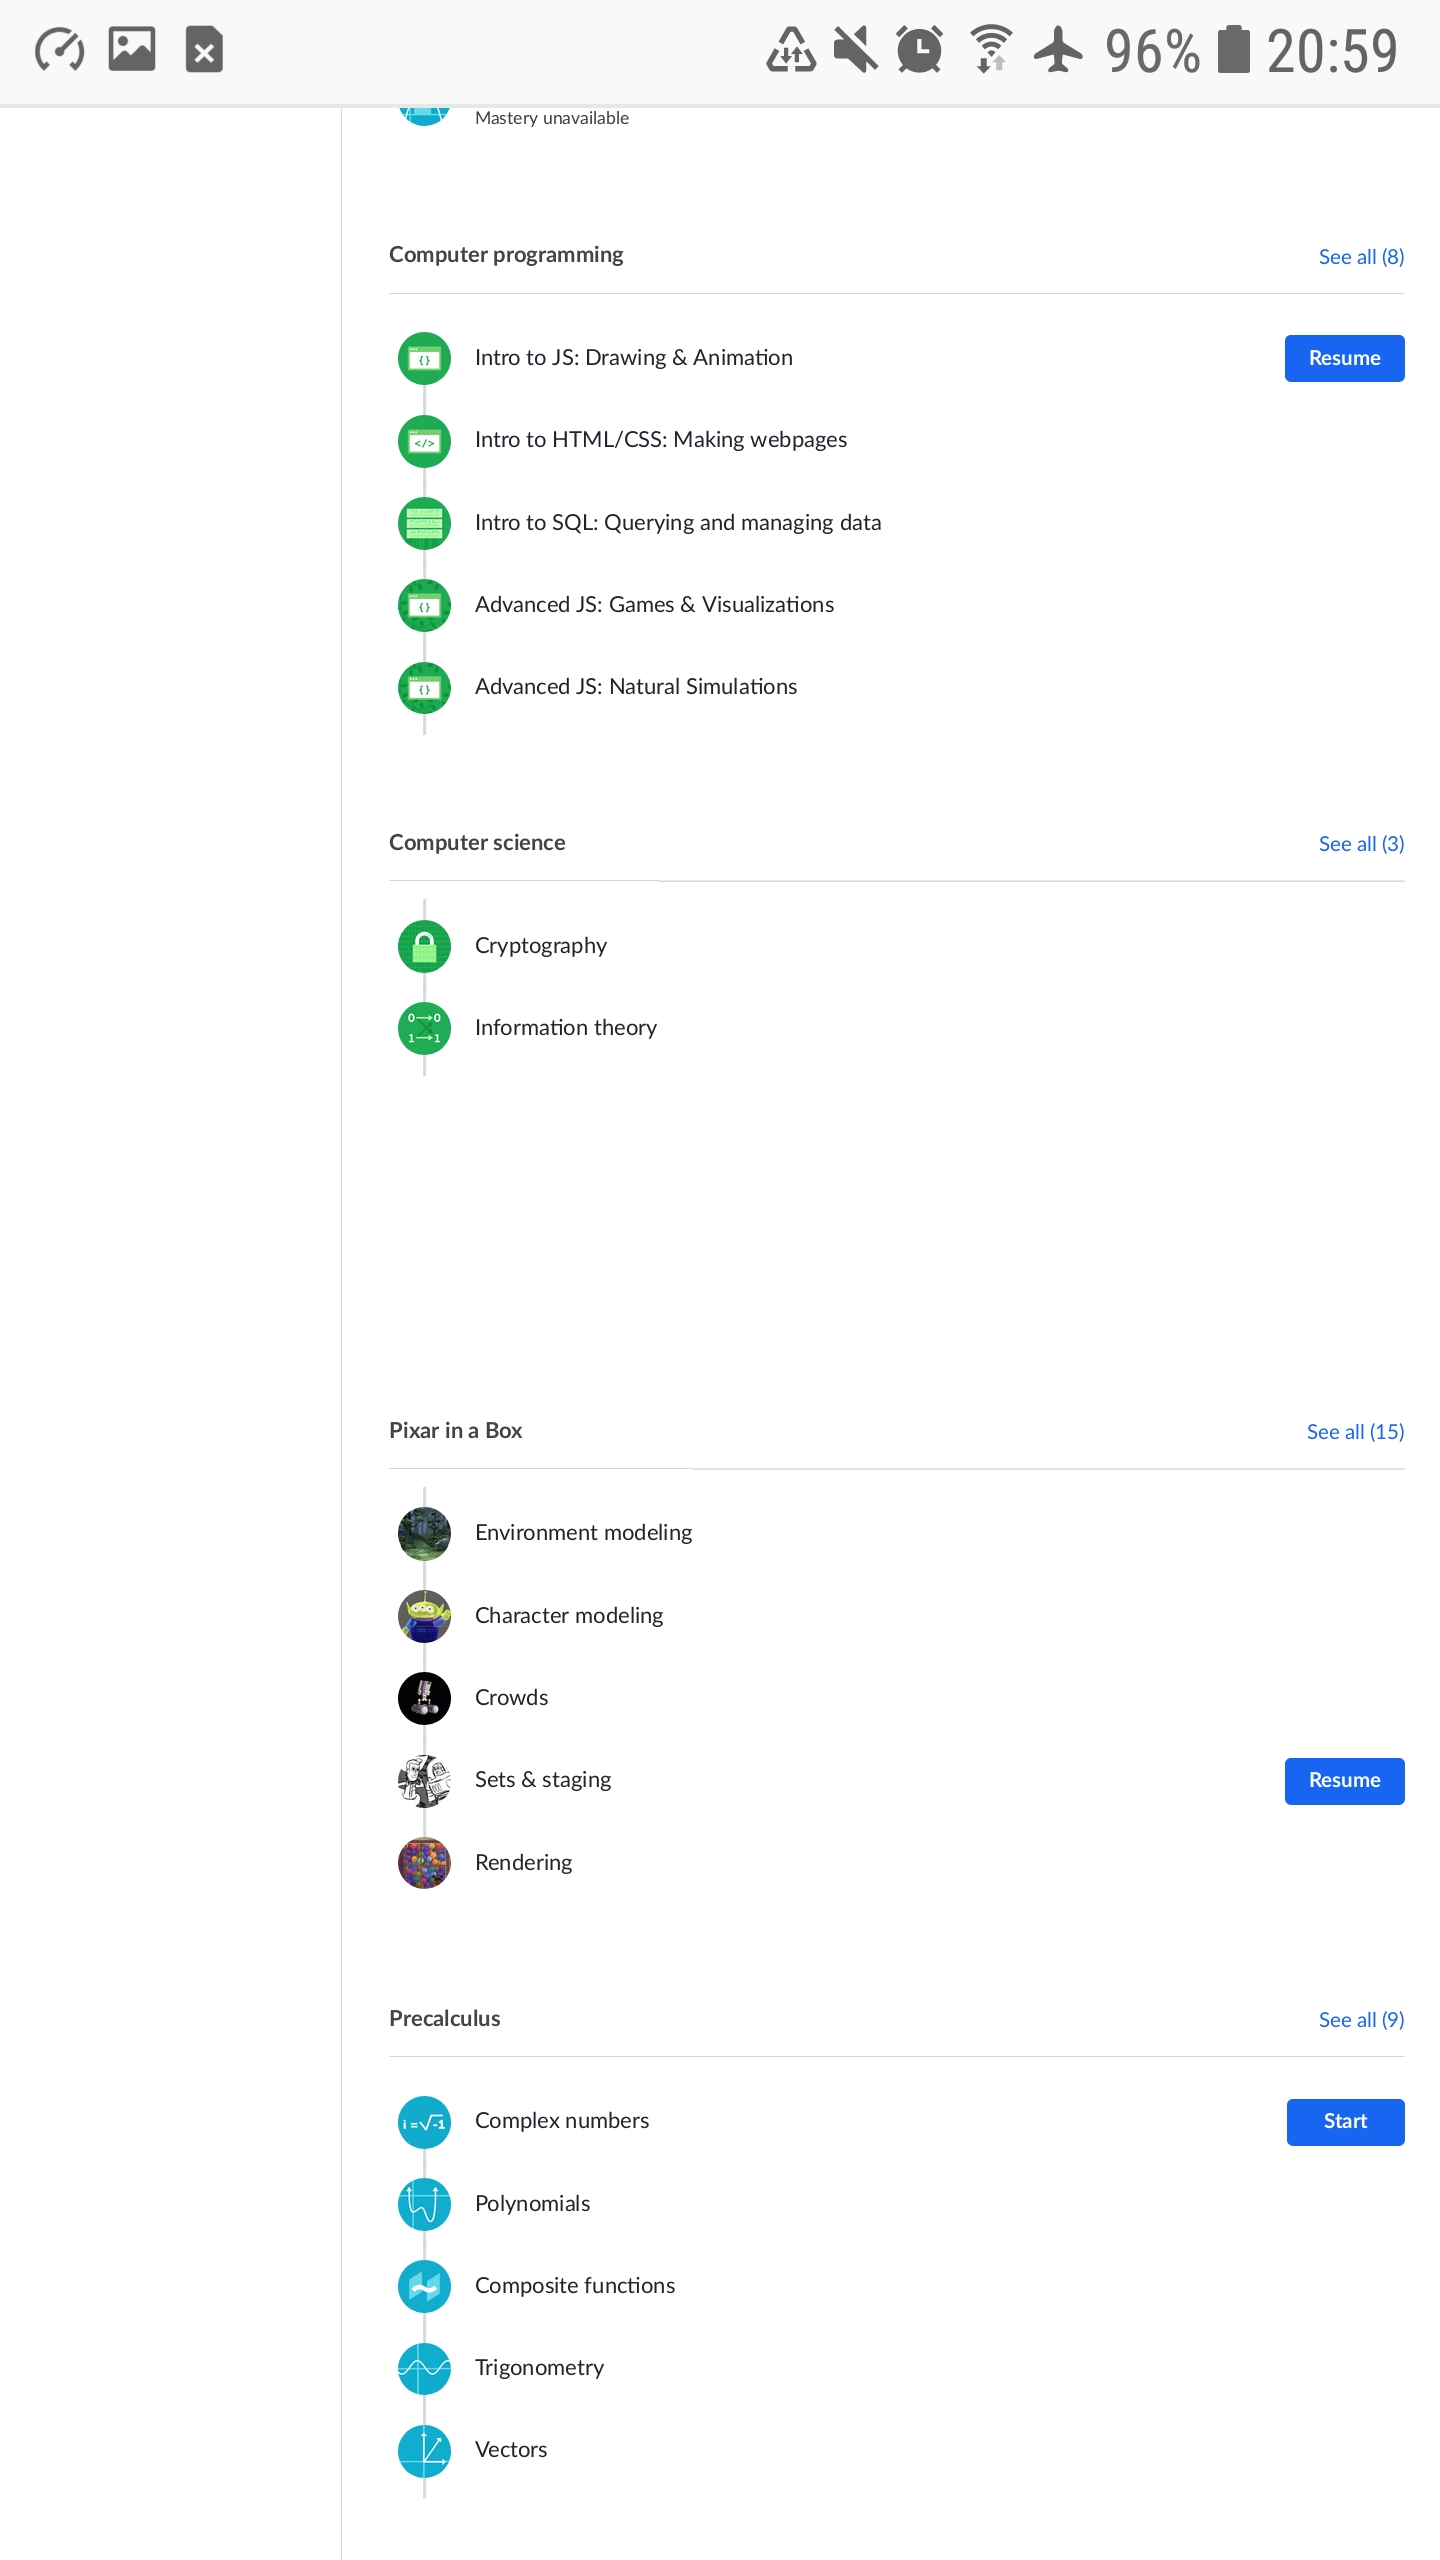 96% 20:59
Mastery unavailable
Computer programming See all (8)
Intro to JS: Drawing & Animation Resume
Intro to HTML/CSS: Making webpages
Intro to SQL: Querying and managing data
Advanced JS: Games & Visualizations
Advanced JS: Natural Simulations
Computer science See all (3)
Cryptography
Information theory
Pixar in a Box See all (15)
Environment modeling
Character modeling
Crowds
Sets & staging Resume
Rendering
Precalculus See all (9)
i = √-1 Complex numbers Start
Polynomials
Composite functions
Trigonometry
Vectors